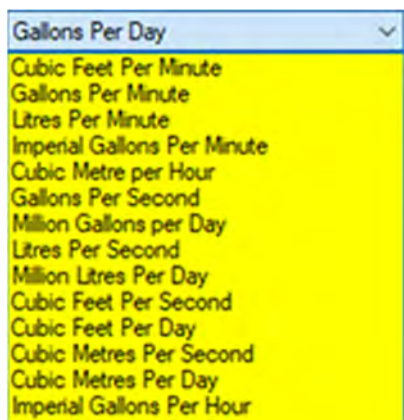 Gallons Per Day
Cubic Feet Per Minute
Gallons Per Minute
Litres Per Minute
Imperial Gallons Per Minute
Cubic Metre per Hour
Gallons Per Second
Million Gallons per Day
Litres Per Second
Million Litres Per Day
Cubic Feet Per Second
Cubic Feet Per Day
Cubic Metres Per Second
Cubic Metres Per Day
Imperial Gallons Per Hour